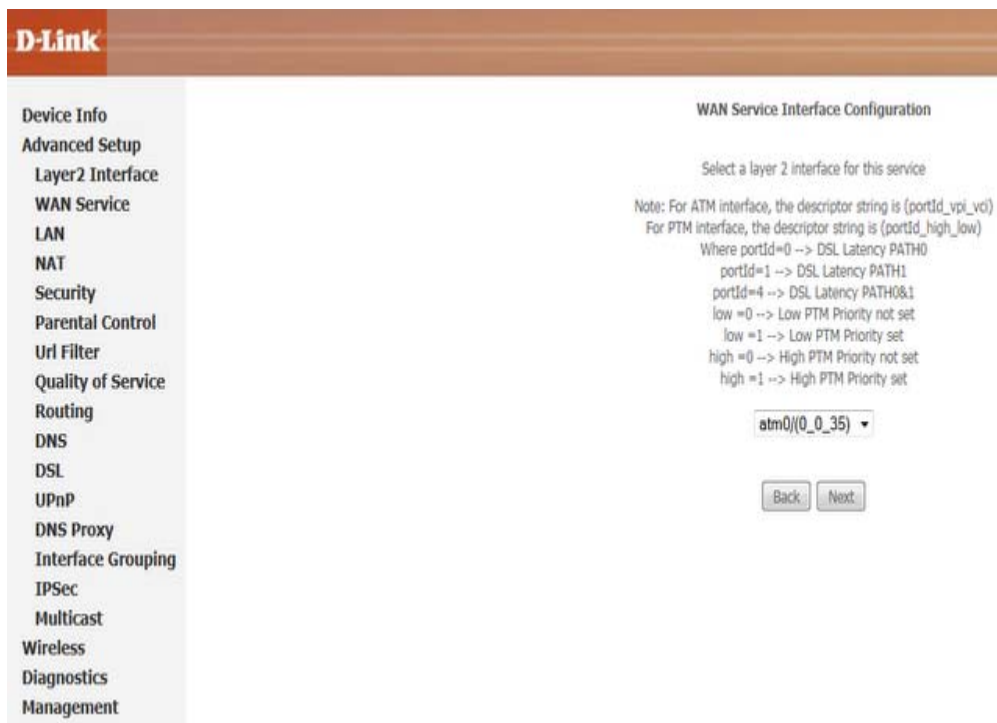 D-Link
Device Info
Advanced Setup
Layer2 Interface
WAN Service
LAN
NAT
Security
Parental Control
Url Filter
Quality of Service
Routing
DNS
DSL
UPnP
DNS Proxy
Interface Grouping
IPSec
Multicast
Wireless
Diagnostics
Management
WAN Service Interface Configuration
Select a layer 2 interface for this service
Note: For ATM interface, the descriptor string is (portId_vpi_vci)
For PTM interface, the descriptor string is (portId_high_low)
Where portId=0 --> DSL Latency PATH0
portId=1 --> DSL Latency PATH1
portId=4 --> DSL Latency PATH0&1
low =0 --> Low PTM Priority not set
low =1 --> Low PTM Priority set
high =0 --> High PTM Priority not set
high =1 --> High PTM Priority set
atm0/(0_0_35)
Back Next